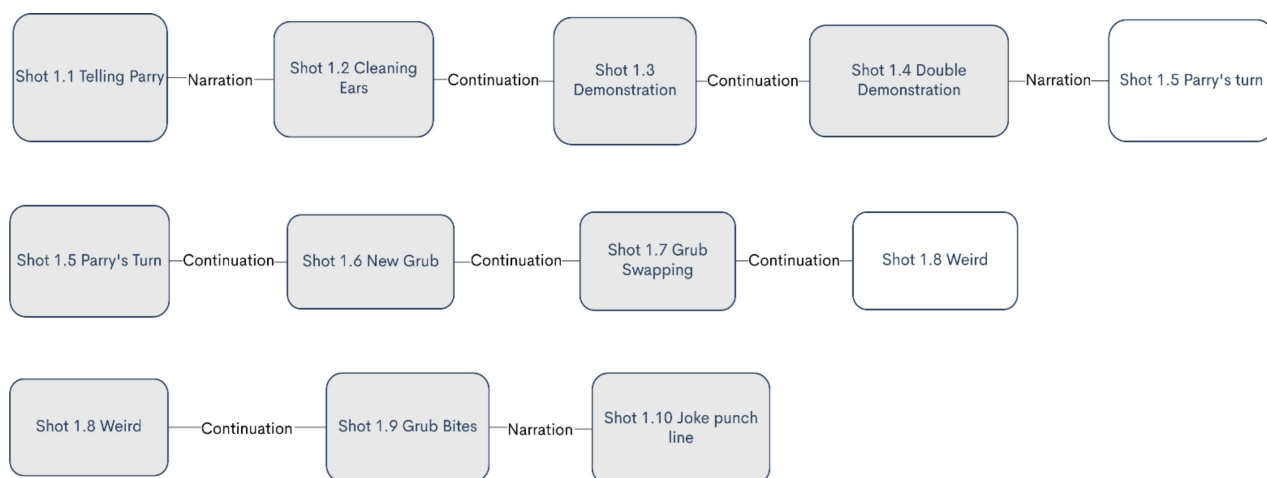 Shot 1.1 Telling Parry
Narration
Shot 1.2 Cleaning
Ears
Continuation
Shot 1.3
Demonstration
Continuation
Shot 1.4 Double
Demonstration
Narration
Shot 1.5 Parry's turn
Shot 1.5 Parry's Turn
Continuation
Shot 1.6 New Grub
Continuation
Shot 1.7 Grub
Swapping
Continuation
Shot 1.8 Weird
Shot 1.8 Weird
Continuation
Shot 1.9 Grub Bites
Narration
Shot 1.10 Joke punch
line